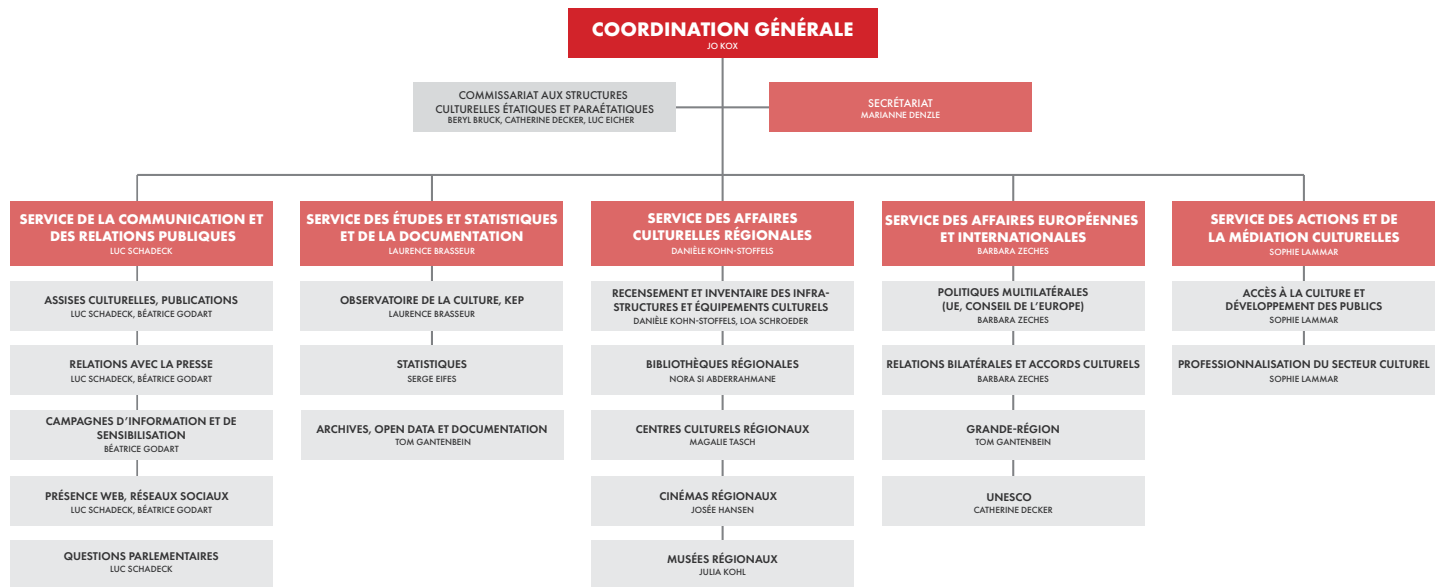 COORDINATION GÉNÉRALE
JO KOX
COMMISSARIAT AUX STRUCTURES
CULTURELLES ÉTATIQUES ET PARAÉTATIQUES
BERYL BRUCK, CATHERINE DECKER, LUC EICHER
SECRÉTARIAT
MARIANNE DENZLE
SERVICE DE LA COMMUNICATION ET
DES RELATIONS PUBLIQUES
LUC SCHADECK
ASSISES CULTURELLES, PUBLICATIONS
LUC SCHADECK, BÉATRICE GODART
RELATIONS AVEC LA PRESSE
LUC SCHADECK, BÉATRICE GODART
CAMPAGNES D’INFORMATION ET DE
SENSIBILISATION
BÉATRICE GODART
PRÉSENCE WEB, RÉSEAUX SOCIAUX
LUC SCHADECK, BÉATRICE GODART
QUESTIONS PARLEMENTAIRES
LUC SCHADECK
SERVICE DES ÉTUDES ET STATISTIQUES
ET DE LA DOCUMENTATION
LAURENCE BRASSEUR
OBSERVATOIRE DE LA CULTURE, KEP
LAURENCE BRASSEUR
STATISTIQUES
SERGE EIFES
ARCHIVES, OPEN DATA ET DOCUMENTATION
TOM GANTENBEIN
SERVICE DES AFFAIRES
CULTURELLES RÉGIONALES
DANIÈLE KOHN-STOFFELS
RECENSEMENT ET INVENTAIRE DES INFRA-
STRUCTURES ET ÉQUIPEMENTS CULTURELS
DANIÈLE KOHN-STOFFELS, LOA SCHROEDER
BIBLIOTHÈQUES RÉGIONALES
NORA SI ABDERRAHMANE
CENTRES CULTURELS RÉGIONAUX
MAGALIE TASCH
CINÉMAS RÉGIONAUX
JOSÉE HANSEN
MUSÉES RÉGIONAUX
JULIA KOHL
SERVICE DES AFFAIRES EUROPÉENNES
ET INTERNATIONALES
BARBARA ZECHES
POLITIQUES MULTILATÉRALES
(UE, CONSEIL DE L’EUROPE)
BARBARA ZECHES
RELATIONS BILATÉRALES ET ACCORDS CULTURELS
BARBARA ZECHES
GRANDE-RÉGION
TOM GANTENBEIN
UNESCO
CATHERINE DECKER
SERVICE DES ACTIONS ET DE
LA MÉDIATION CULTURELLES
SOPHIE LAMMAR
ACCÈS À LA CULTURE ET
DÉVELOPPEMENT DES PUBLICS
SOPHIE LAMMAR
PROFESSIONNALISATION DU SECTEUR CULTUREL
SOPHIE LAMMAR